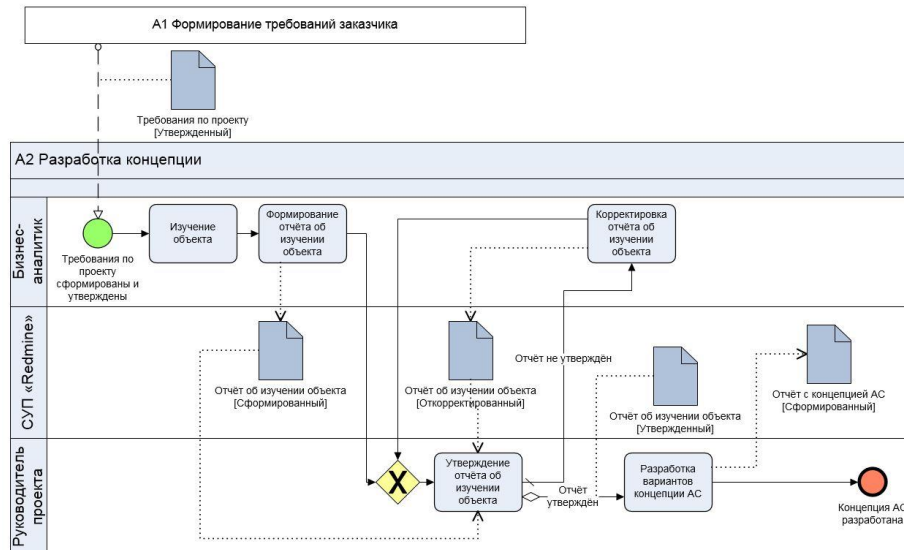 А1 Формирование требований заказчика
Требования по проекту
[Утвержденный]
А2 Разработка концепции
Бизнес-
аналитик
Требования по
проекту
сформированы и
утверждены
Изучение
объекта
Формирование
отчёта об
изучении
объекта
Корректировка
отчёта об
изучении
объекта
СУП «Redmine»
Отчёт об изучении объекта
[Сформированный]
Отчёт об изучении объекта
[Откорректированный]
Отчёт не утверждён
Отчёт об изучении объекта
[Утвержденный]
Отчёт с концепцией АС
[Сформированный]
Руководитель
проекта
X
Утверждение
отчёта об
изучении
объекта
Отчёт
утверждён
Разработка
вариантов
концепции АС
Концепция АС
разработана